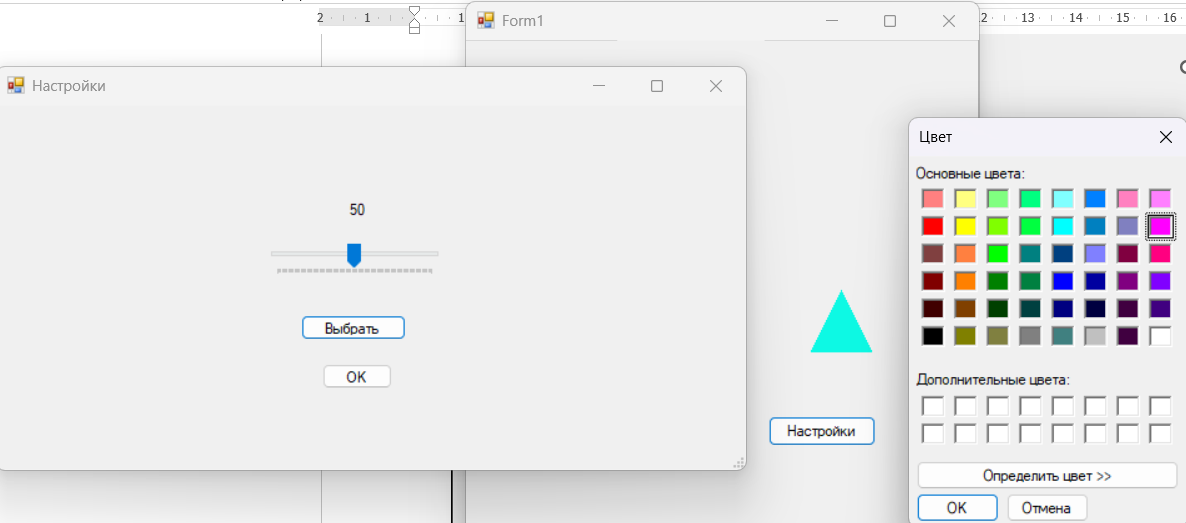 2 1 1
Form1
2 13 14 15 16
Настройки
50
Выбрать
OK
Настройки
Цвет
Основные цвета:
Дополнительные цвета:
Определить цвет >>
OK
Отмена